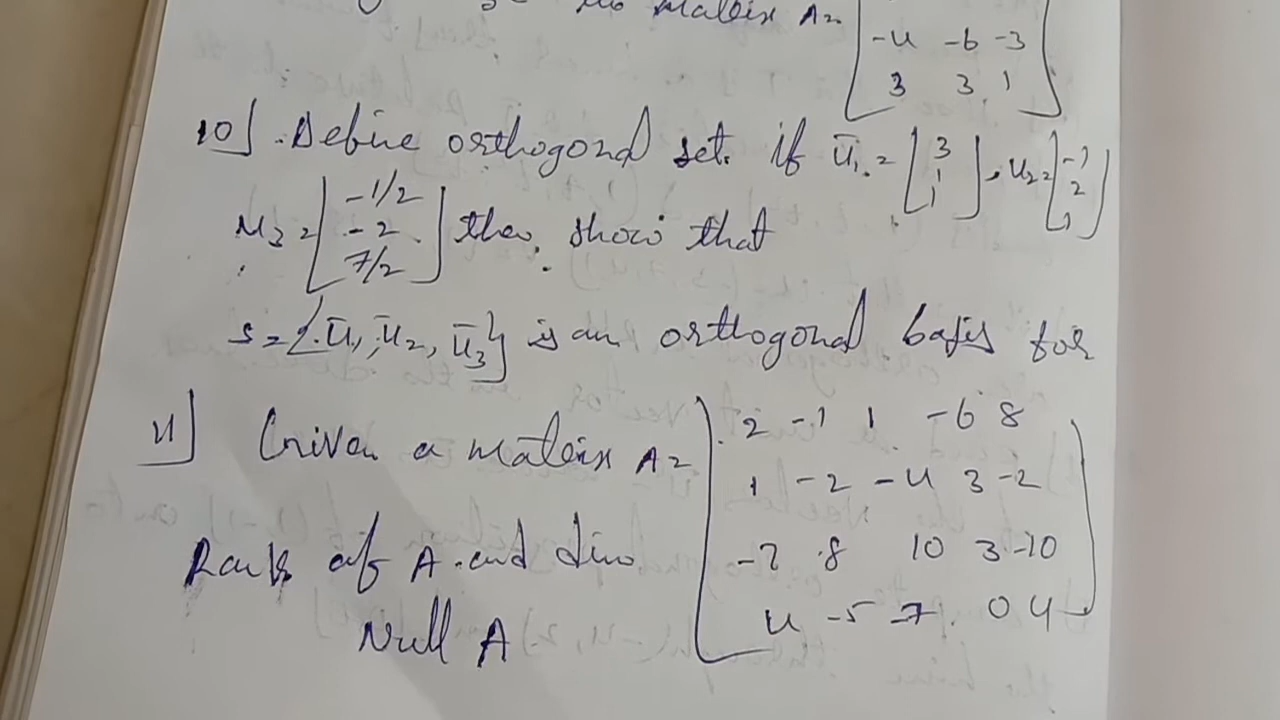 the matrix A=
-4 -6 -3
3 3 1
10] Define orthogonal set. if ū₁ = [3 1 1], u₂ = [-1 2 1]
u₃ = [-1/2 -2 7/2] then show that
S = {ū₁, ū₂, ū₃} is an orthogonal basis for
11] Given a matrix A = [2 -1 1 -6 8
1 -2 -4 3 -2
Rank of A and dim -7 8 10 3 -10
4 -5 -7 0 4]
Null A